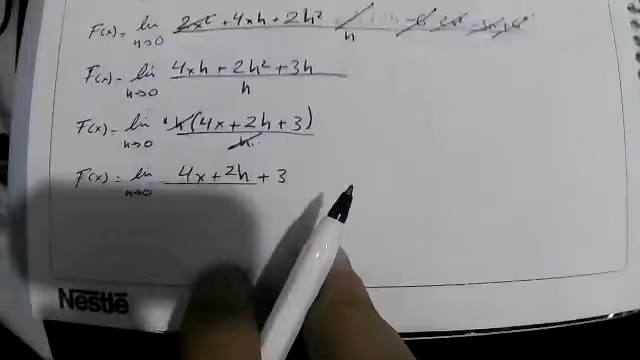 F(x) = lim h→0 2x² + 4xh + 2h² / h
F(x) = lim h→0 4xh + 2h² + 3h / h
F(x) = lim h→0 h(4x + 2h + 3) / h
F(x) = lim h→0 4x + 2h + 3
Nestlé